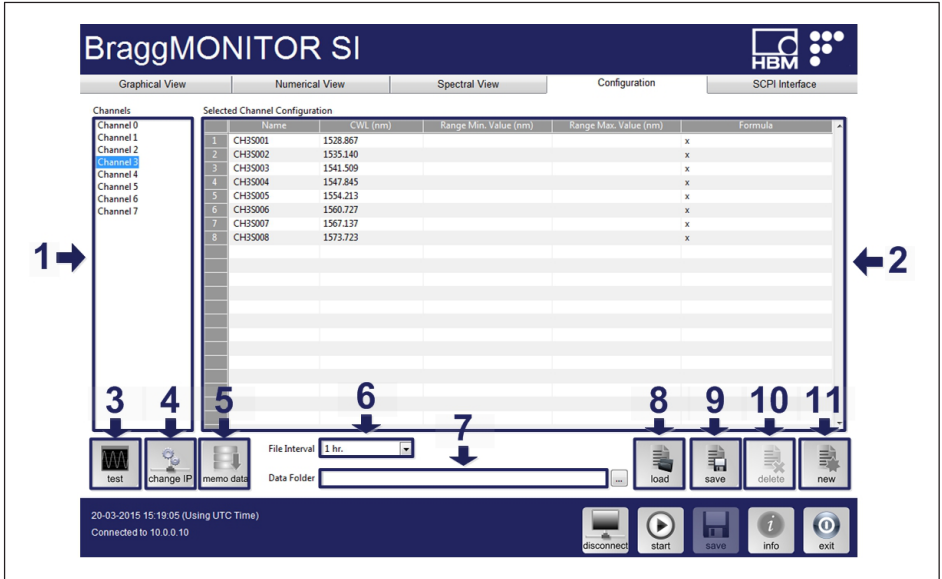 BraggMONITOR SI
HBM
Graphical View Numerical View Spectral View Configuration SCPI Interface
Channels Selected Channel Configuration
Name CWL (nm) Range Min. Value (nm) Range Max. Value (nm) Formula
Channel 0
Channel 1
Channel 2
Channel 3
Channel 4
Channel 5
Channel 6
Channel 7
1 CH3S001 1528.867 x
2 CH3S002 1535.140 x
3 CH3S003 1541.509 x
4 CH3S004 1547.845 x
5 CH3S005 1554.213 x
6 CH3S006 1560.727 x
7 CH3S007 1567.137 x
8 CH3S008 1573.723 x
1 2
3 4 5 6 7 8 9 10 11
File Interval 1 hr.
Data Folder ...
test change IP memo data load save delete new
20-03-2015 15:19:05 (Using UTC Time)
Connected to 10.0.0.10
disconnect start save info exit